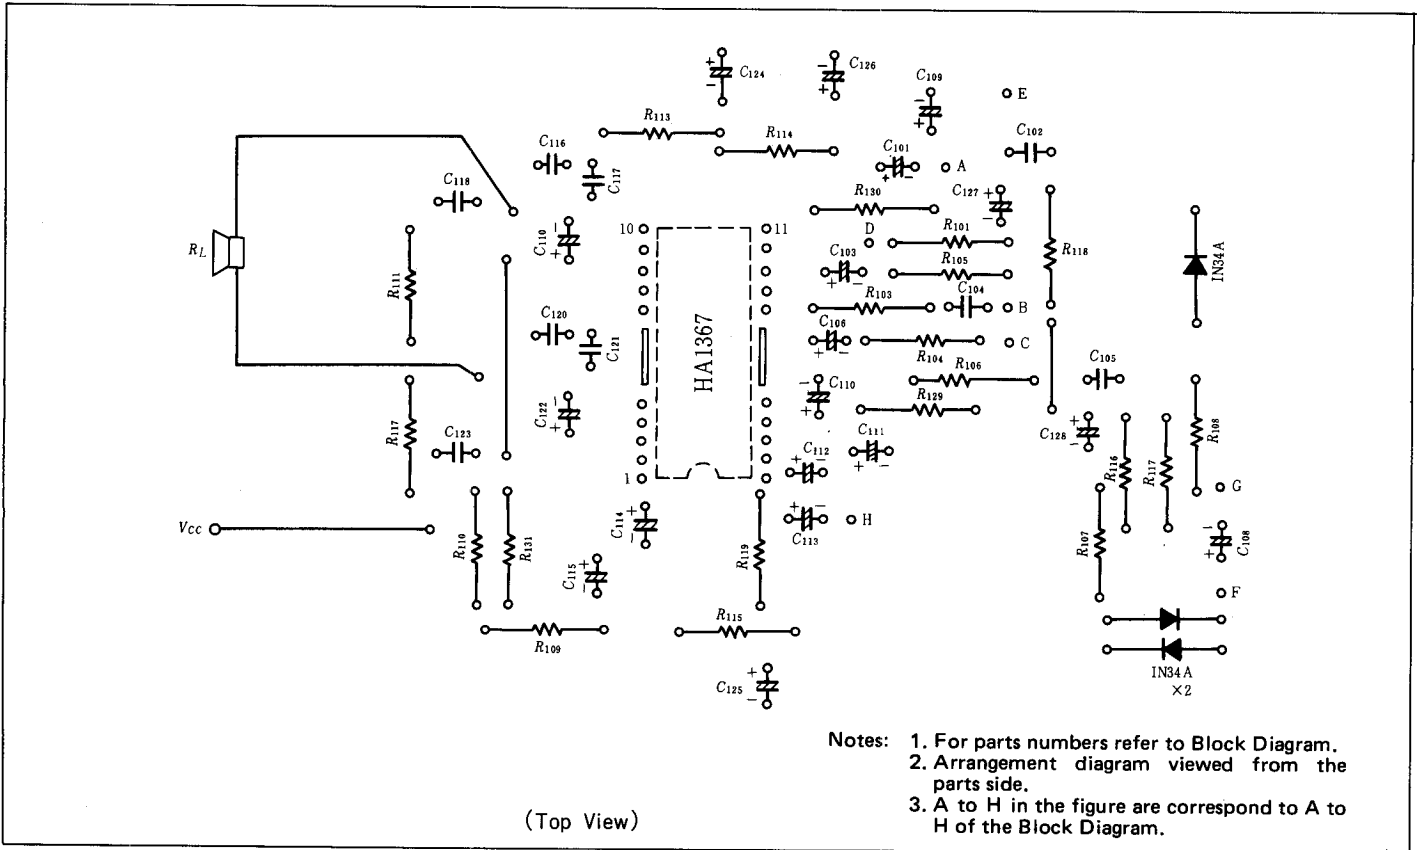 C124
C126
C109
E
R113
R114
C116
C101
C102
A
C117
C118
R130
C127
10
11
D
R101
C110
RL
C103
R118
IN34A
R105
R111
C104
R103
B
C120
C106
HA1367
C121
R104
C
R106
C105
C110
R129
C122
R117
C123
C111
C128
R108
C112
R116
R117
1
G
C114
H
C113
Vcc
R110
R131
R119
R107
C108
C115
F
R115
R109
IN34A
×2
C125
Notes: 1. For parts numbers refer to Block Diagram.
2. Arrangement diagram viewed from the
parts side.
3. A to H in the figure are correspond to A to
H of the Block Diagram.
(Top View)